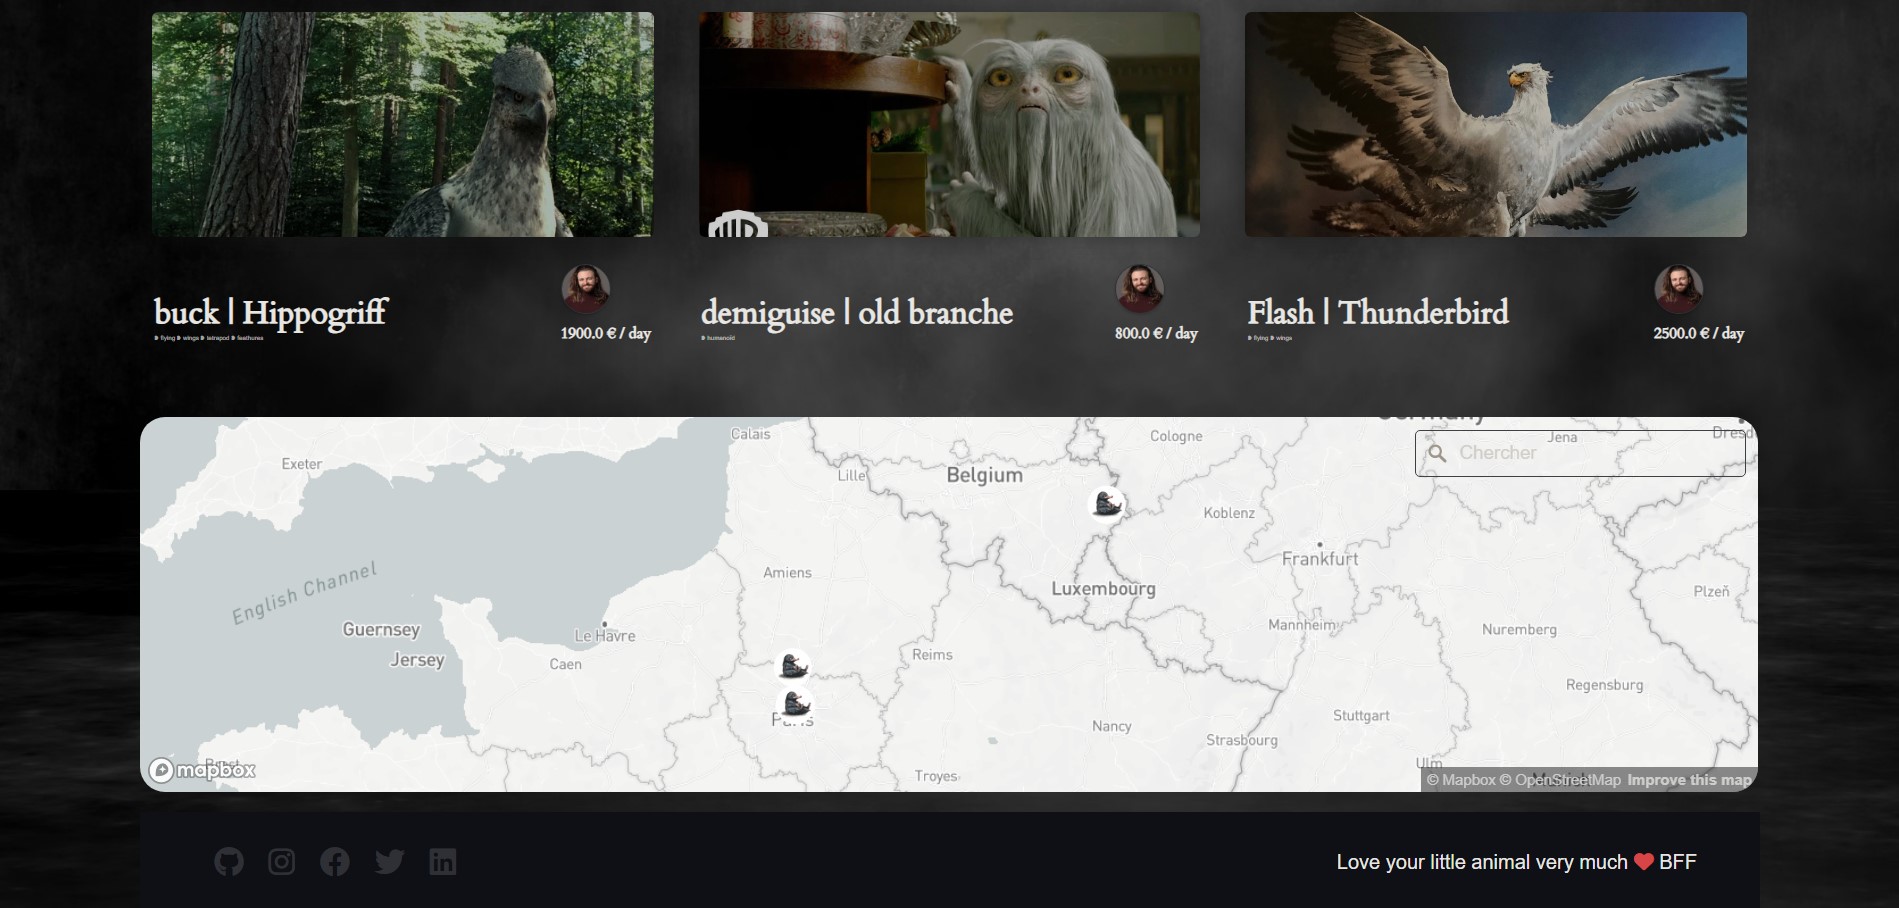 buck | Hippogriff
1900.0 € / day
flying wings tetrapod feathures
demiguise | old branche
800.0 € / day
humanoid
Flash | Thunderbird
2500.0 € / day
flying wings
Germany
Calais
Cologne
Jena
Dresd
Chercher
Exeter
Lille
Belgium
Koblenz
Frankfurt
English Channel
Amiens
Luxembourg
Plzeň
Guernsey
Le Havre
Mannheim
Nuremberg
Jersey
Caen
Reims
Regensburg
Paris
Nancy
Stuttgart
Strasbourg
Ulm
Brest
mapbox
Troyes
© Mapbox © OpenStreetMap Improve this map
Love your little animal very much ❤ BFF